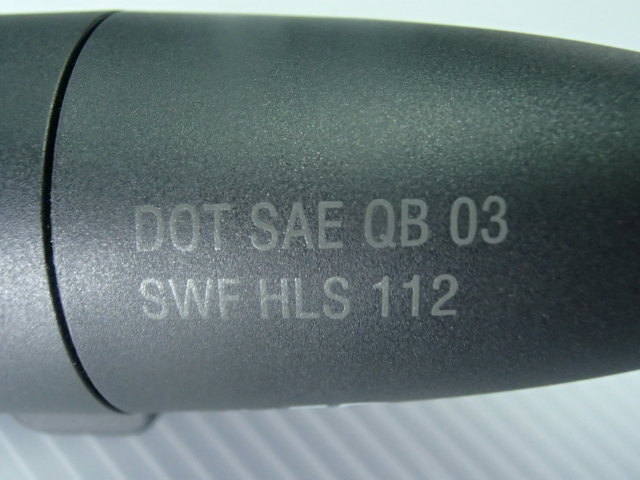 DOT SAE QB 03
SWF HLS 112